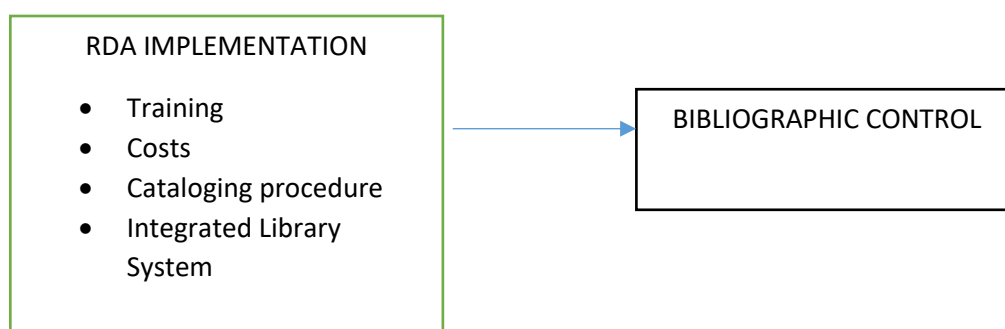 RDA IMPLEMENTATION
• Training
• Costs
• Cataloging procedure
• Integrated Library
System
BIBLIOGRAPHIC CONTROL